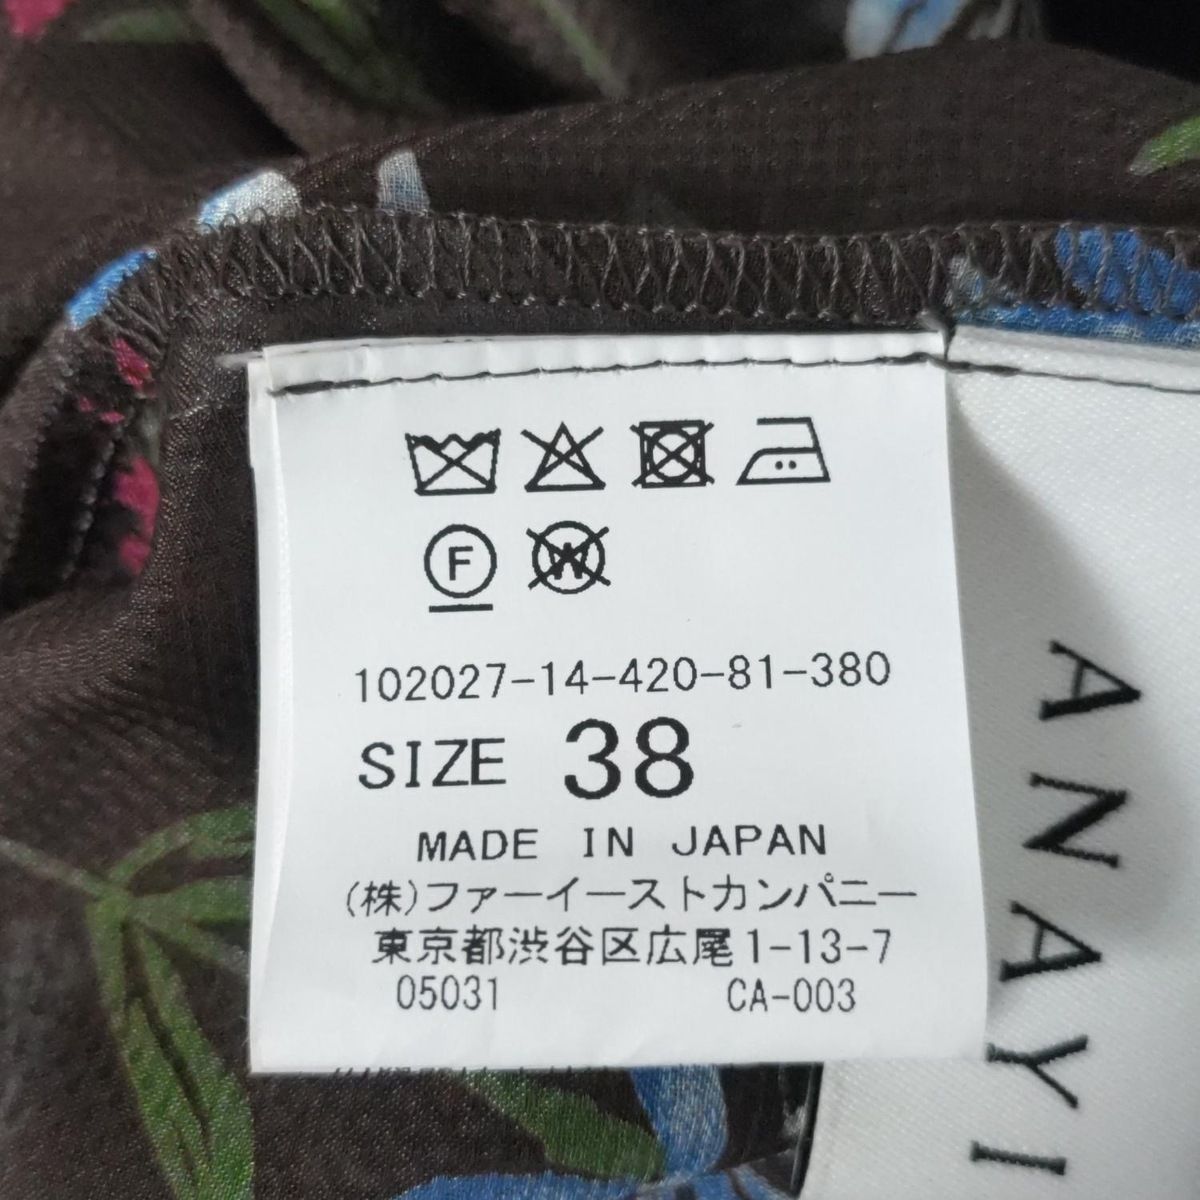 F
W
102027-14-420-81-380
SIZE 38
MADE IN JAPAN
(株)ファーイーストカンパニー
東京都渋谷区広尾1-13-7
05031 CA-003
ANAYI